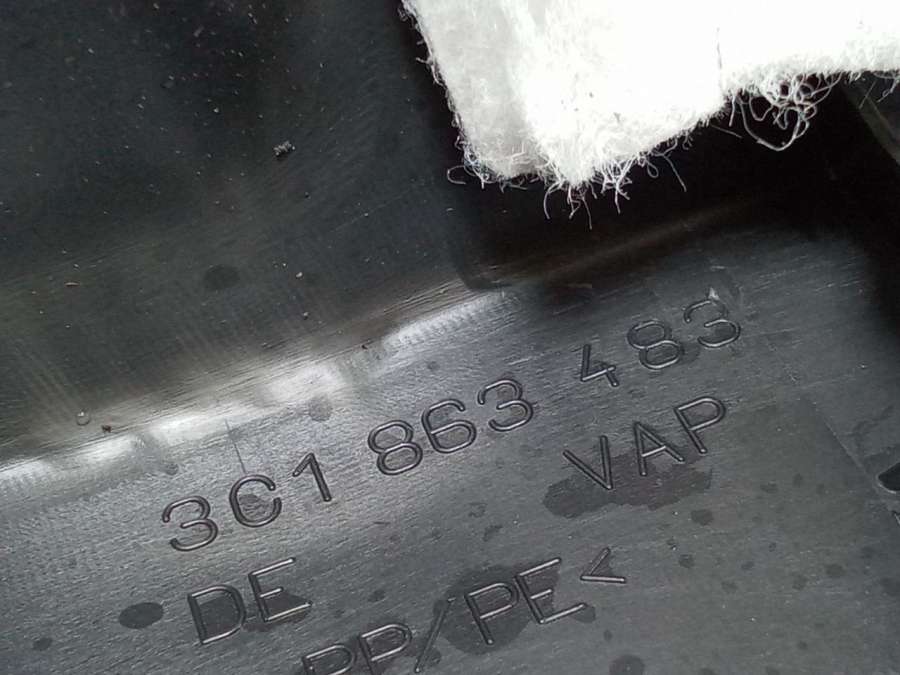 3C1 863 483
VAP
DE
PP/PE<